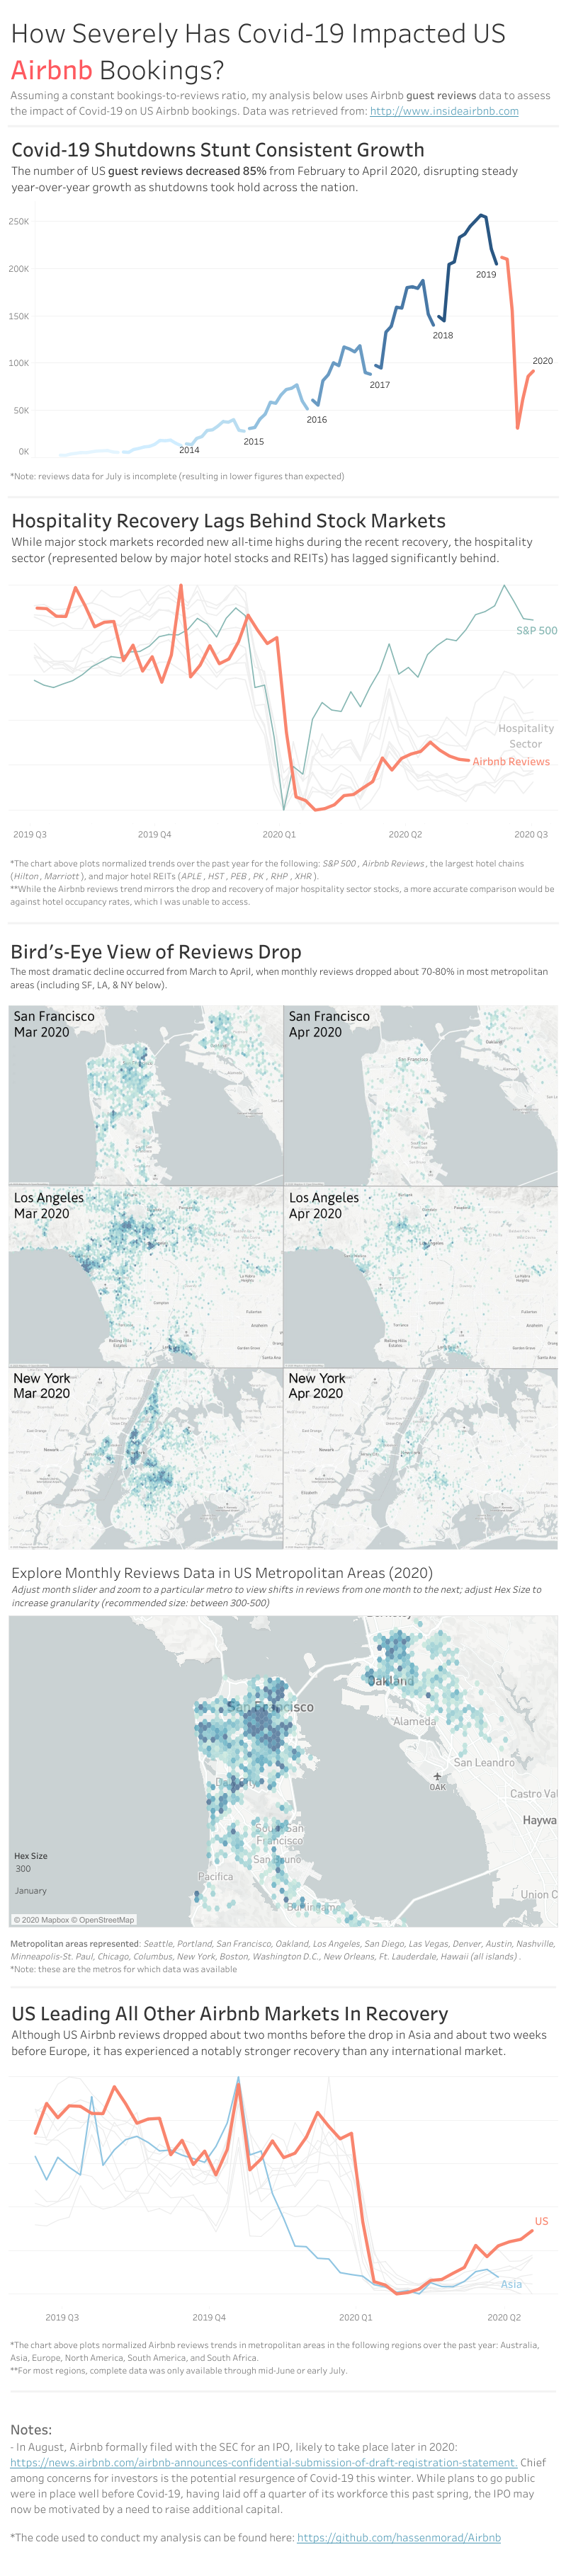 How Severely Has Covid-19 Impacted US
Airbnb Bookings?
Assuming a constant bookings-to-reviews ratio, my analysis below uses Airbnb guest reviews data to assess
the impact of Covid-19 on US Airbnb bookings. Data was retrieved from: http://www.insideairbnb.com
Covid-19 Shutdowns Stunt Consistent Growth
The number of US guest reviews decreased 85% from February to April 2020, disrupting steady
year-over-year growth as shutdowns took hold across the nation.
250K
200K
150K
100K
50K
0K
2014
2015
2016
2017
2018
2019
2020
*Note: reviews data for July is incomplete (resulting in lower figures than expected)
Hospitality Recovery Lags Behind Stock Markets
While major stock markets recorded new all-time highs during the recent recovery, the hospitality
sector (represented below by major hotel stocks and REITs) has lagged significantly behind.
S&P 500
Hospitality
Sector
Airbnb Reviews
2019 Q3
2019 Q4
2020 Q1
2020 Q2
2020 Q3
*The chart above plots normalized trends over the past year for the following: S&P 500 , Airbnb Reviews , the largest hotel chains
(Hilton , Marriott ), and major hotel REITs (APLE , HST , PEB , PK , RHP , XHR ).
**While the Airbnb reviews trend mirrors the drop and recovery of major hospitality sector stocks, a more accurate comparison would be
against hotel occupancy rates, which I was unable to access.
Bird's-Eye View of Reviews Drop
The most dramatic decline occurred from March to April, when monthly reviews dropped about 70-80% in most metropolitan
areas (including SF, LA, & NY below).
San Francisco
Mar 2020
San Francisco
Apr 2020
Los Angeles
Mar 2020
Los Angeles
Apr 2020
New York
Mar 2020
New York
Apr 2020
Explore Monthly Reviews Data in US Metropolitan Areas (2020)
Adjust month slider and zoom to a particular metro to view shifts in reviews from one month to the next; adjust Hex Size to
increase granularity (recommended size: between 300-500)
Oakland
San Francisco
Alameda
San Leandro
OAK
Castro Val
Haywa
South San
Francisco
San Bruno
Pacifica
Union C
Hex Size
300
January
© 2020 Mapbox © OpenStreetMap
Metropolitan areas represented: Seattle, Portland, San Francisco, Oakland, Los Angeles, San Diego, Las Vegas, Denver, Austin, Nashville,
Minneapolis-St. Paul, Chicago, Columbus, New York, Boston, Washington D.C., New Orleans, Ft. Lauderdale, Hawaii (all islands) .
*Note: these are the metros for which data was available
US Leading All Other Airbnb Markets In Recovery
Although US Airbnb reviews dropped about two months before the drop in Asia and about two weeks
before Europe, it has experienced a notably stronger recovery than any international market.
US
Asia
2019 Q3
2019 Q4
2020 Q1
2020 Q2
*The chart above plots normalized Airbnb reviews trends in metropolitan areas in the following regions over the past year: Australia,
Asia, Europe, North America, South America, and South Africa.
**For most regions, complete data was only available through mid-June or early July.
Notes:
- In August, Airbnb formally filed with the SEC for an IPO, likely to take place later in 2020:
https://news.airbnb.com/airbnb-announces-confidential-submission-of-draft-registration-statement. Chief
among concerns for investors is the potential resurgence of Covid-19 this winter. While plans to go public
were in place well before Covid-19, having laid off a quarter of its workforce this past spring, the IPO may
now be motivated by a need to raise additional capital.
*The code used to conduct my analysis can be found here: https://github.com/hassenmorad/Airbnb